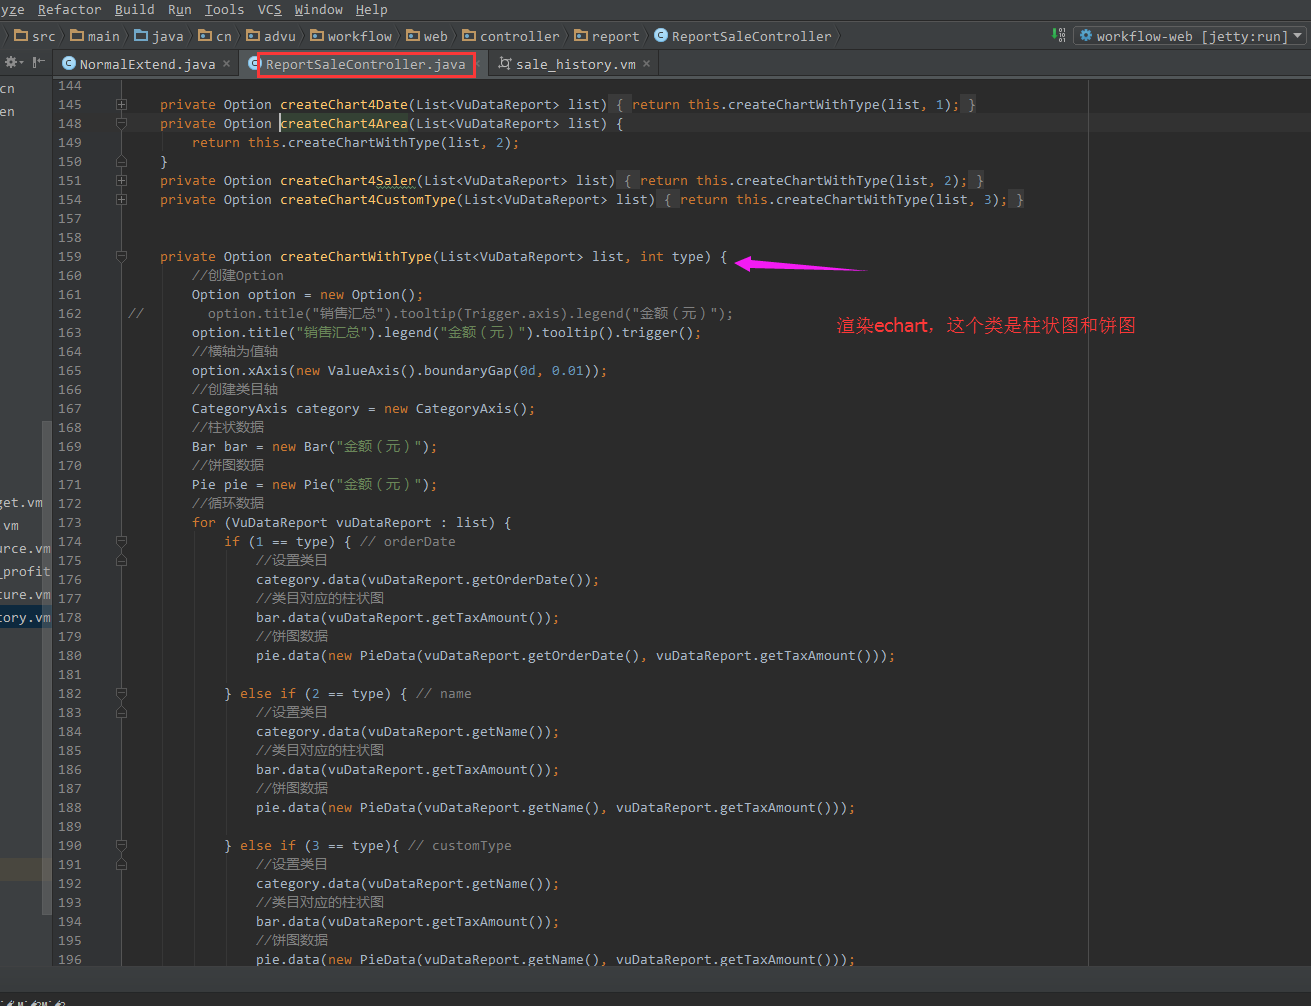 yze Refactor Build Run Tools VCS Window Help
src main java cn advu workflow web controller report ReportSaleController workflow-web [jetty:run]
NormalExtend.java × ReportSaleController.java × sale_history.vm ×
cn
en
get.vm
vm
urce.vm
_profit
ture.vm
tory.vm
144
145 private Option createChart4Date(List<VuDataReport> list) { return this.createChartWithType(list, 1); }
148 private Option createChart4Area(List<VuDataReport> list) {
149 return this.createChartWithType(list, 2);
150 }
151 private Option createChart4Saler(List<VuDataReport> list) { return this.createChartWithType(list, 2); }
154 private Option createChart4CustomType(List<VuDataReport> list) { return this.createChartWithType(list, 3); }
157
158
159 private Option createChartWithType(List<VuDataReport> list, int type) {
160 //创建Option
161 Option option = new Option();
162 // option.title("销售汇总").tooltip(Trigger.axis).legend("金额（元）");
163 option.title("销售汇总").legend("金额（元）").tooltip().trigger();
渲染echart，这个类是柱状图和饼图
164 //横轴为值轴
165 option.xAxis(new ValueAxis().boundaryGap(0d, 0.01));
166 //创建类目轴
167 CategoryAxis category = new CategoryAxis();
168 //柱状数据
169 Bar bar = new Bar("金额（元）");
170 //饼图数据
171 Pie pie = new Pie("金额（元）");
172 //循环数据
173 for (VuDataReport vuDataReport : list) {
174 if (1 == type) { // orderDate
175 //设置类目
176 category.data(vuDataReport.getOrderDate());
177 //类目对应的柱状图
178 bar.data(vuDataReport.getTaxAmount());
179 //饼图数据
180 pie.data(new PieData(vuDataReport.getOrderDate(), vuDataReport.getTaxAmount()));
181
182 } else if (2 == type) { // name
183 //设置类目
184 category.data(vuDataReport.getName());
185 //类目对应的柱状图
186 bar.data(vuDataReport.getTaxAmount());
187 //饼图数据
188 pie.data(new PieData(vuDataReport.getName(), vuDataReport.getTaxAmount()));
189
190 } else if (3 == type){ // customType
191 //设置类目
192 category.data(vuDataReport.getName());
193 //类目对应的柱状图
194 bar.data(vuDataReport.getTaxAmount());
195 //饼图数据
196 pie.data(new PieData(vuDataReport.getName(), vuDataReport.getTaxAmount()));